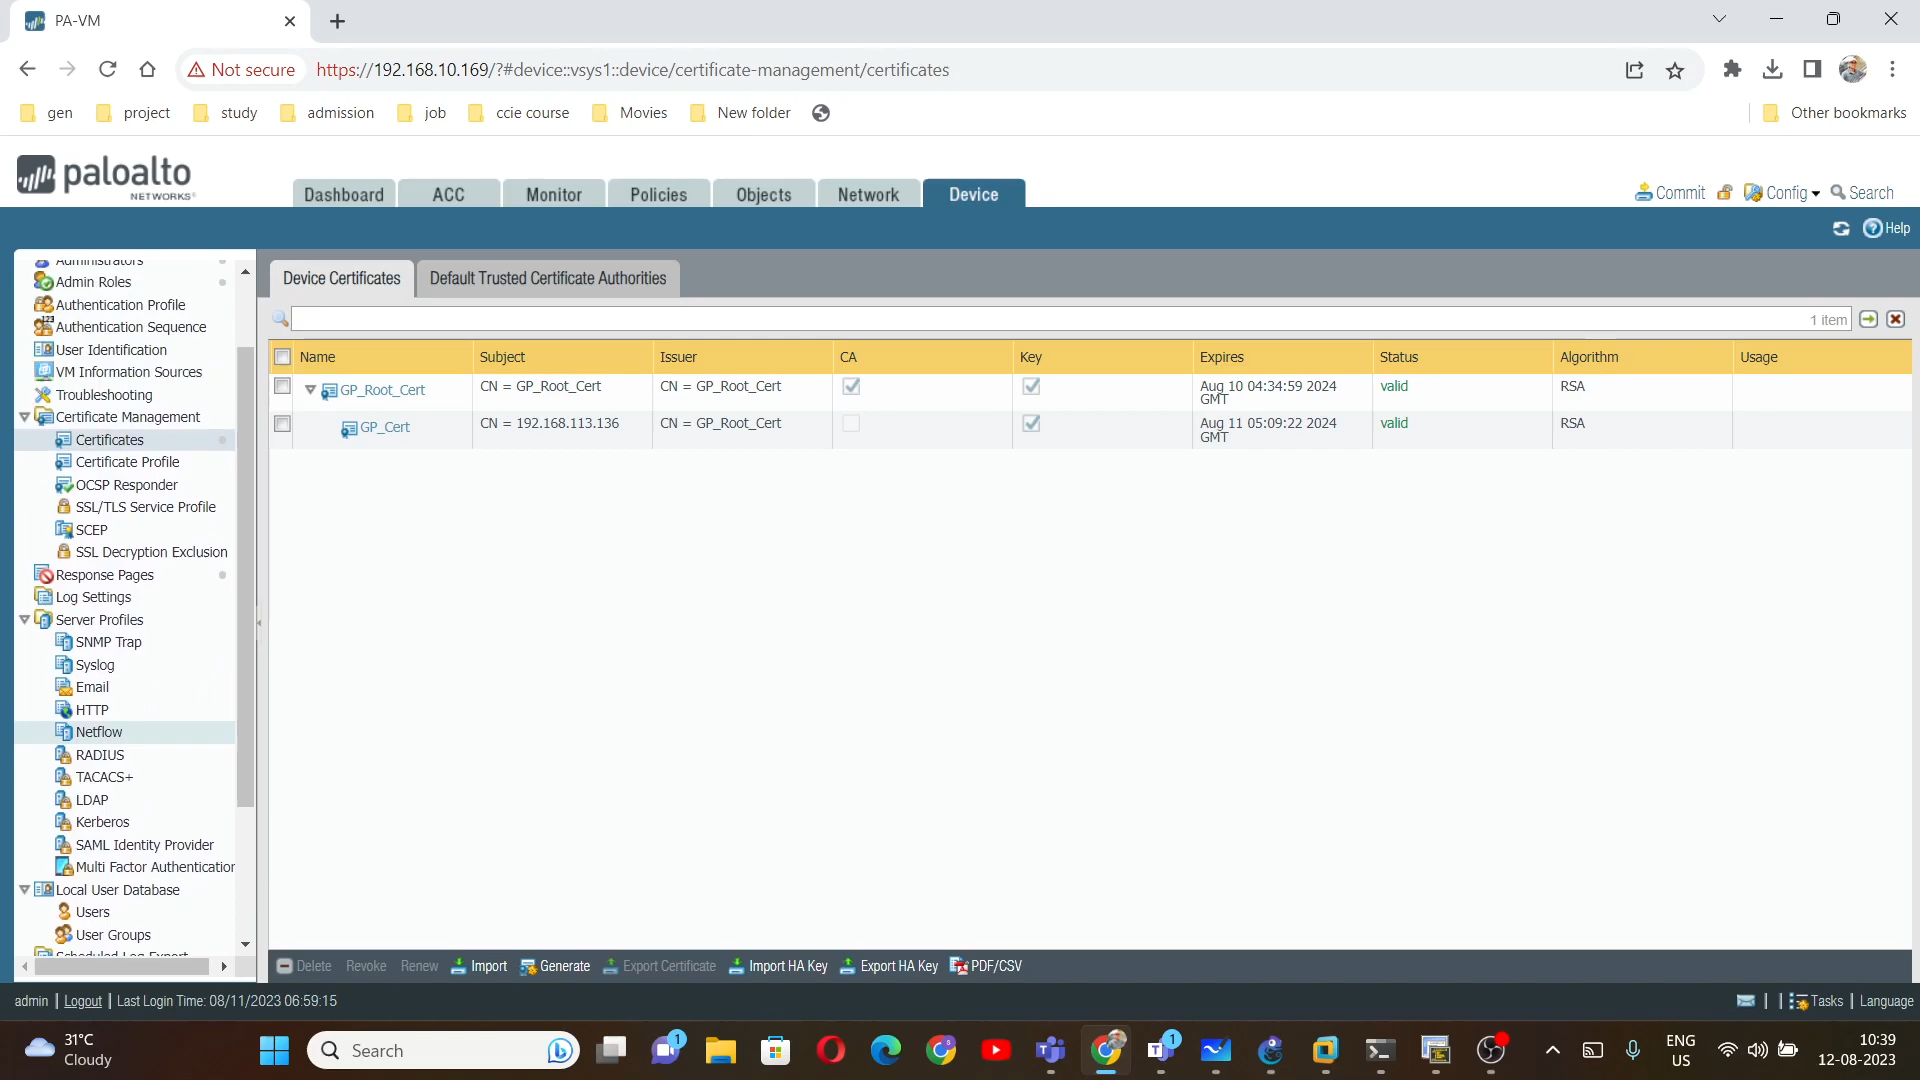 PA-VM
Not secure
https://192.168.10.169/?#device::vsys1::device/certificate-management/certificates
gen project study admission job ccie course Movies New folder Other bookmarks
paloalto
NETWORKS
Dashboard ACC Monitor Policies Objects Network Device
Commit Config Search
Help
Administrators
Admin Roles
Authentication Profile
Authentication Sequence
User Identification
VM Information Sources
Troubleshooting
Certificate Management
Certificates
Certificate Profile
OCSP Responder
SSL/TLS Service Profile
SCEP
SSL Decryption Exclusion
Response Pages
Log Settings
Server Profiles
SNMP Trap
Syslog
Email
HTTP
Netflow
RADIUS
TACACS+
LDAP
Kerberos
SAML Identity Provider
Multi Factor Authentication
Local User Database
Users
User Groups
Scheduled Log Export
Device Certificates Default Trusted Certificate Authorities
1 item
Name Subject Issuer CA Key Expires Status Algorithm Usage
GP_Root_Cert CN = GP_Root_Cert CN = GP_Root_Cert Aug 10 04:34:59 2024 GMT valid RSA
GP_Cert CN = 192.168.113.136 CN = GP_Root_Cert Aug 11 05:09:22 2024 GMT valid RSA
Delete Revoke Renew Import Generate Export Certificate Import HA Key Export HA Key PDF/CSV
admin | Logout | Last Login Time: 08/11/2023 06:59:15
Tasks | Language
31°C
Cloudy
Search
1
1
ENG
US
10:39
12-08-2023